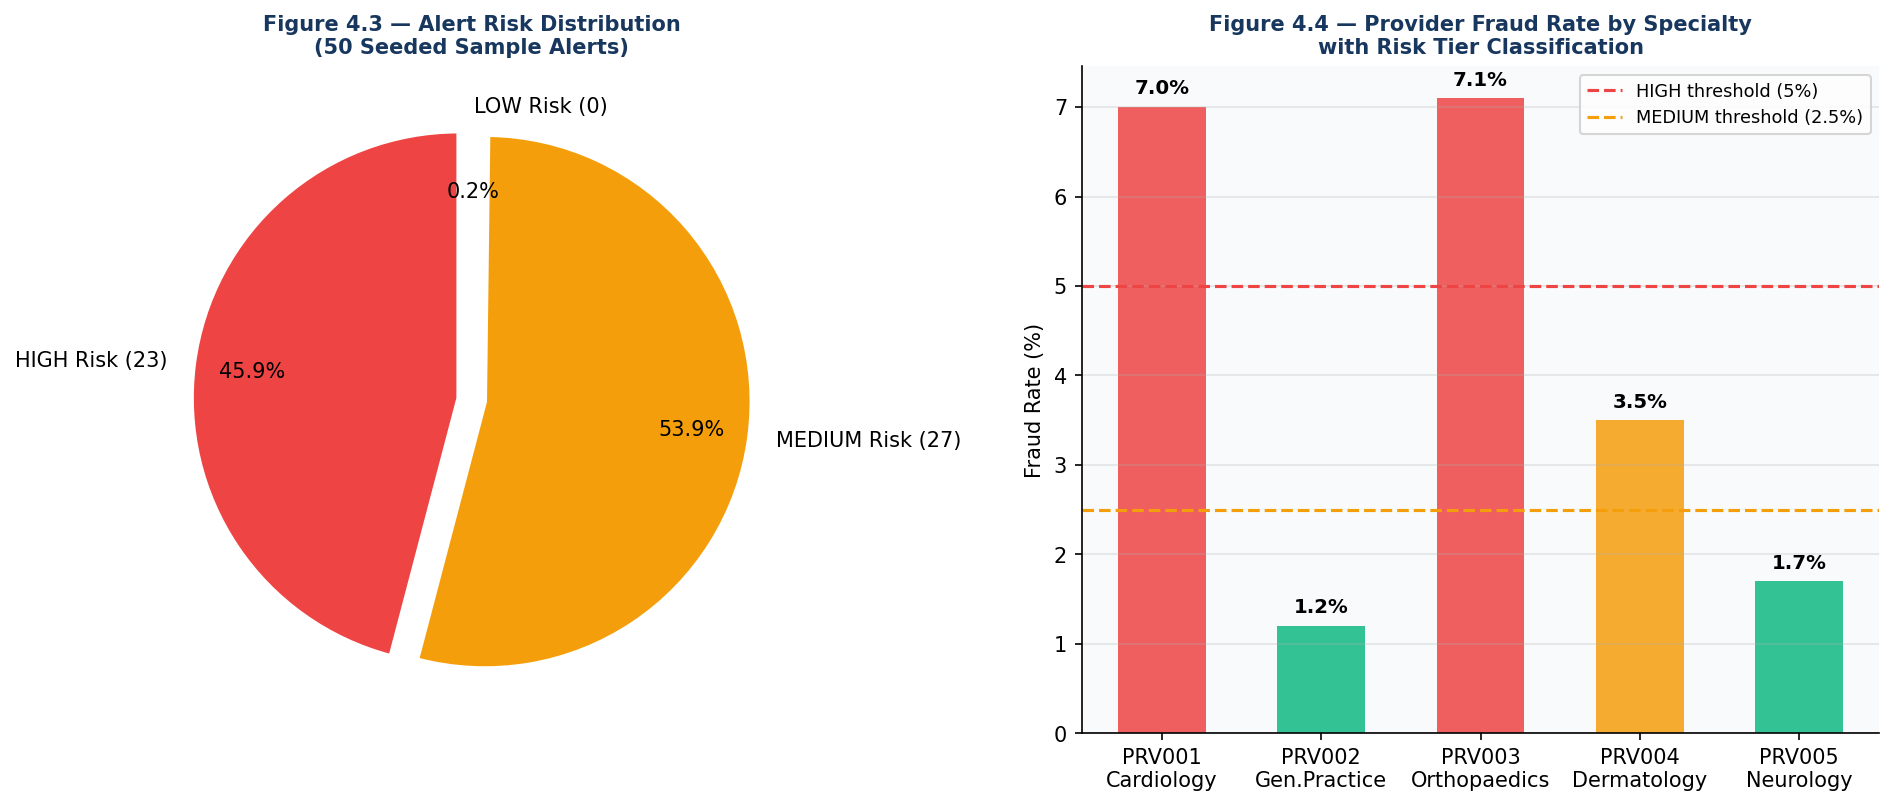 Figure 4.3 — Alert Risk Distribution
(50 Seeded Sample Alerts)
LOW Risk (0)
0.2%
HIGH Risk (23)
45.9%
53.9%
MEDIUM Risk (27)
Figure 4.4 — Provider Fraud Rate by Specialty
with Risk Tier Classification
HIGH threshold (5%)
MEDIUM threshold (2.5%)
Fraud Rate (%)
7
6
5
4
3
2
1
0
7.0%
1.2%
7.1%
3.5%
1.7%
PRV001
Cardiology
PRV002
Gen.Practice
PRV003
Orthopaedics
PRV004
Dermatology
PRV005
Neurology